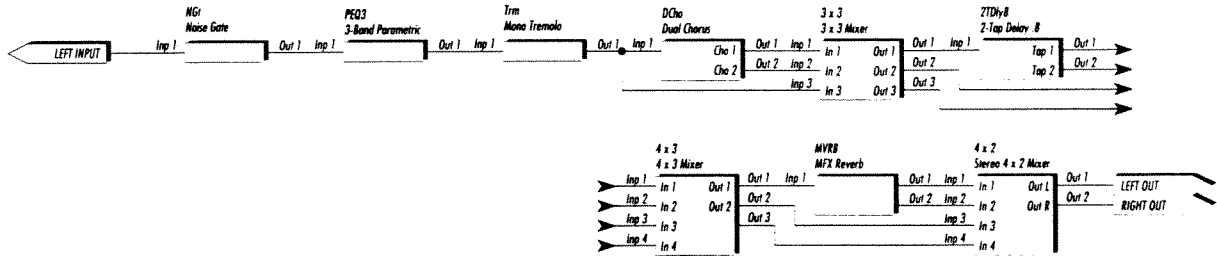 NGt
Noise Gate
PEQ3
3-Band Parametric
Trm
Mono Tremolo
DCho
Dual Chorus
3 x 3
3 x 3 Mixer
2TDlyB
2-Tap Delay .B
LEFT INPUT Inp 1 Out 1 Inp 1 Out 1 Inp 1 Out 1 Inp 1 Cho 1 Out 1 Inp 1 In 1 Out 1 Out 1 Inp 1 Tap 1 Out 1
Cho 2 Out 2 Inp 2 In 2 Out 2 Out 2 Tap 2 Out 2
Inp 3 In 3 Out 3 Out 3
4 x 3
4 x 3 Mixer
MVRB
MFX Reverb
4 x 2
Stereo 4 x 2 Mixer
Inp 1 In 1 Out 1 Out 1 Inp 1 Out 1 Inp 1 In 1 Out L Out 1 LEFT OUT
Inp 2 In 2 Out 2 Out 2 Out 2 Inp 2 In 2 Out R Out 2 RIGHT OUT
Inp 3 In 3 Out 3 Inp 3 In 3
Inp 4 In 4 Inp 4 In 4